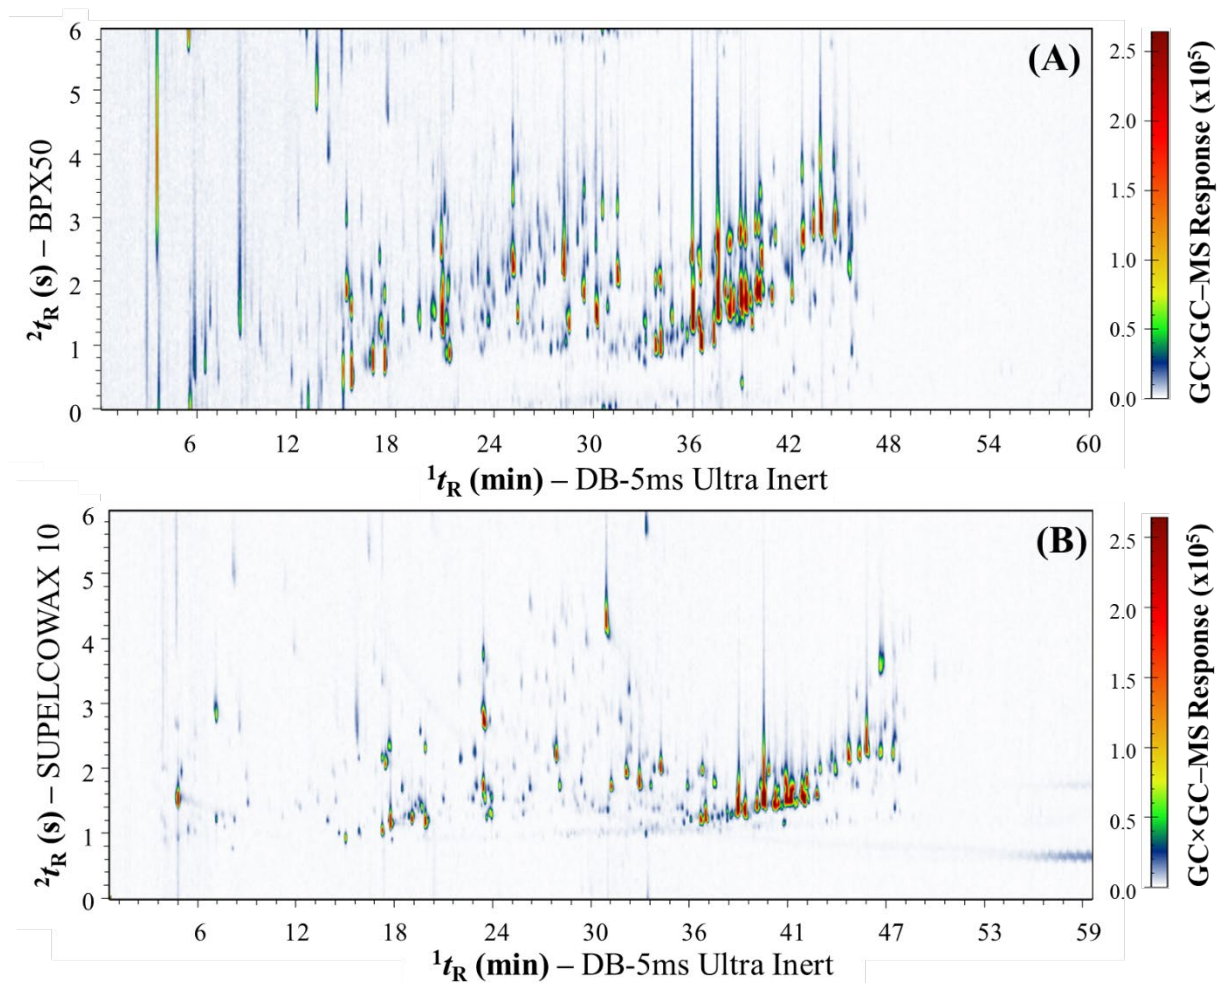 (A)
²tR (s) – BPX50
6
5
4
3
2
1
0
6 12 18 24 30 36 42 48 54 60
¹tR (min) – DB-5ms Ultra Inert
2.5
2.0
1.5
1.0
0.5
0.0
GC×GC–MS Response (x10⁵)
(B)
²tR (s) – SUPELCOWAX 10
6
5
4
3
2
1
0
6 12 18 24 30 36 41 47 53 59
¹tR (min) – DB-5ms Ultra Inert
2.5
2.0
1.0
0.5
0.0
GC×GC–MS Response (x10⁵)